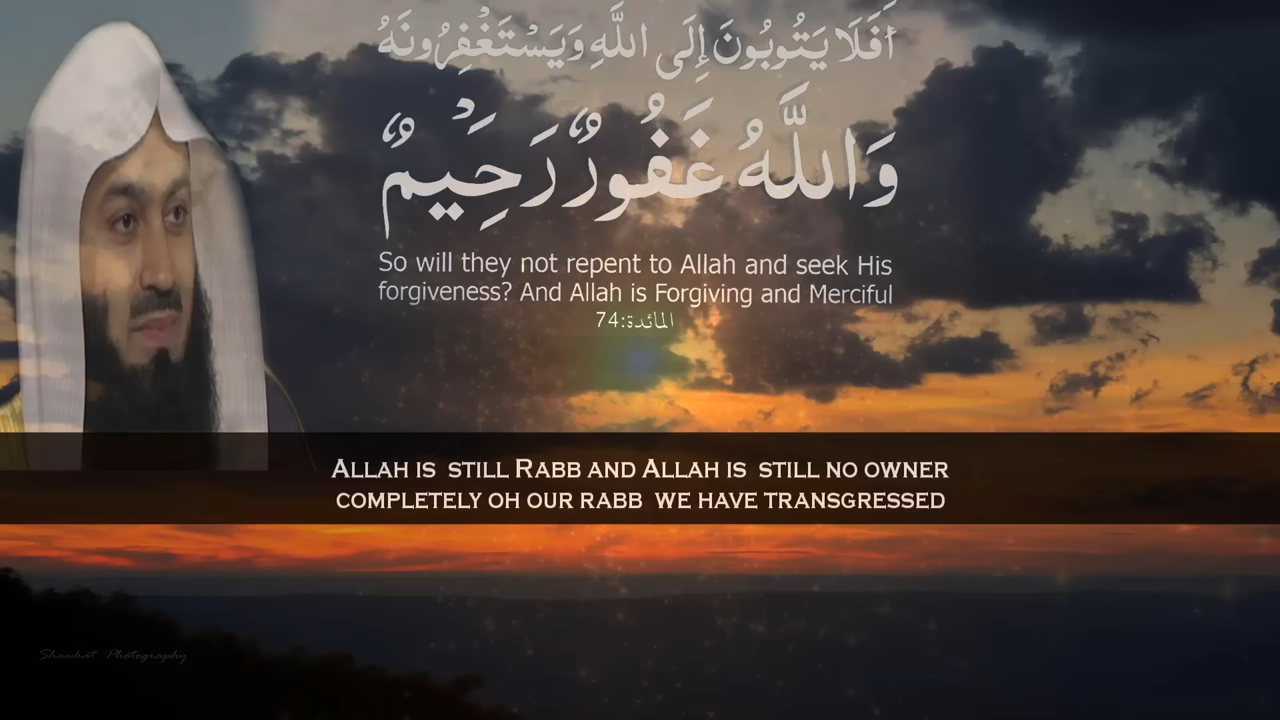 أَفَلَا يَتُوبُونَ إِلَى اللَّهِ وَيَسْتَغْفِرُونَهُ
وَاللَّهُ غَفُورٌ رَحِيمٌ
So will they not repent to Allah and seek His
forgiveness? And Allah is Forgiving and Merciful
المائدة:74
ALLAH IS STILL RABB AND ALLAH IS STILL NO OWNER
COMPLETELY OH OUR RABB WE HAVE TRANSGRESSED
Shawkat Photography